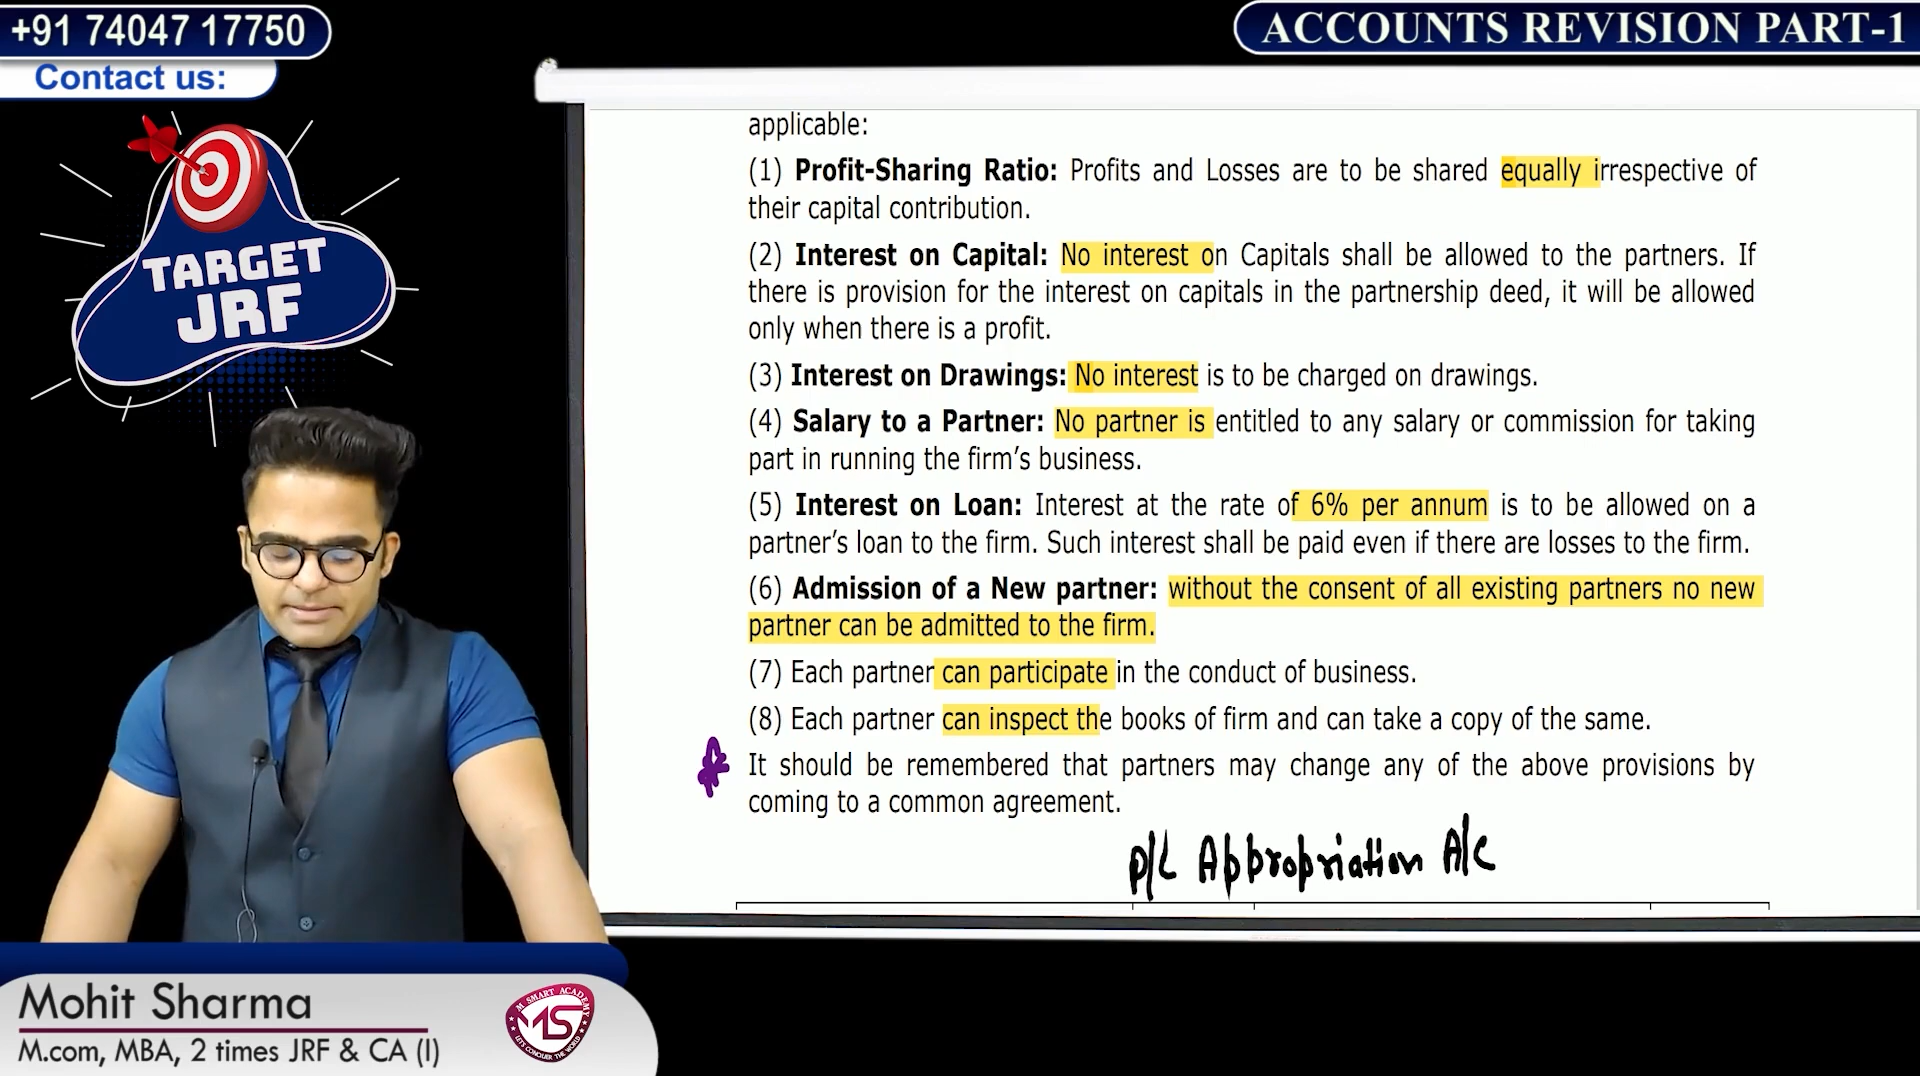 +91 74047 17750
Contact us:
ACCOUNTS REVISION PART-1
TARGET
JRF
applicable:
(1) Profit-Sharing Ratio: Profits and Losses are to be shared equally irrespective of
their capital contribution.
(2) Interest on Capital: No interest on Capitals shall be allowed to the partners. If
there is provision for the interest on capitals in the partnership deed, it will be allowed
only when there is a profit.
(3) Interest on Drawings: No interest is to be charged on drawings.
(4) Salary to a Partner: No partner is entitled to any salary or commission for taking
part in running the firm’s business.
(5) Interest on Loan: Interest at the rate of 6% per annum is to be allowed on a
partner’s loan to the firm. Such interest shall be paid even if there are losses to the firm.
(6) Admission of a New partner: without the consent of all existing partners no new
partner can be admitted to the firm.
(7) Each partner can participate in the conduct of business.
(8) Each partner can inspect the books of firm and can take a copy of the same.
It should be remembered that partners may change any of the above provisions by
coming to a common agreement.
P/L Appropriation A/c
Mohit Sharma
M.com, MBA, 2 times JRF & CA (I)
M SMART ACADEMY
MS
LETS CONQUER THE WORLD